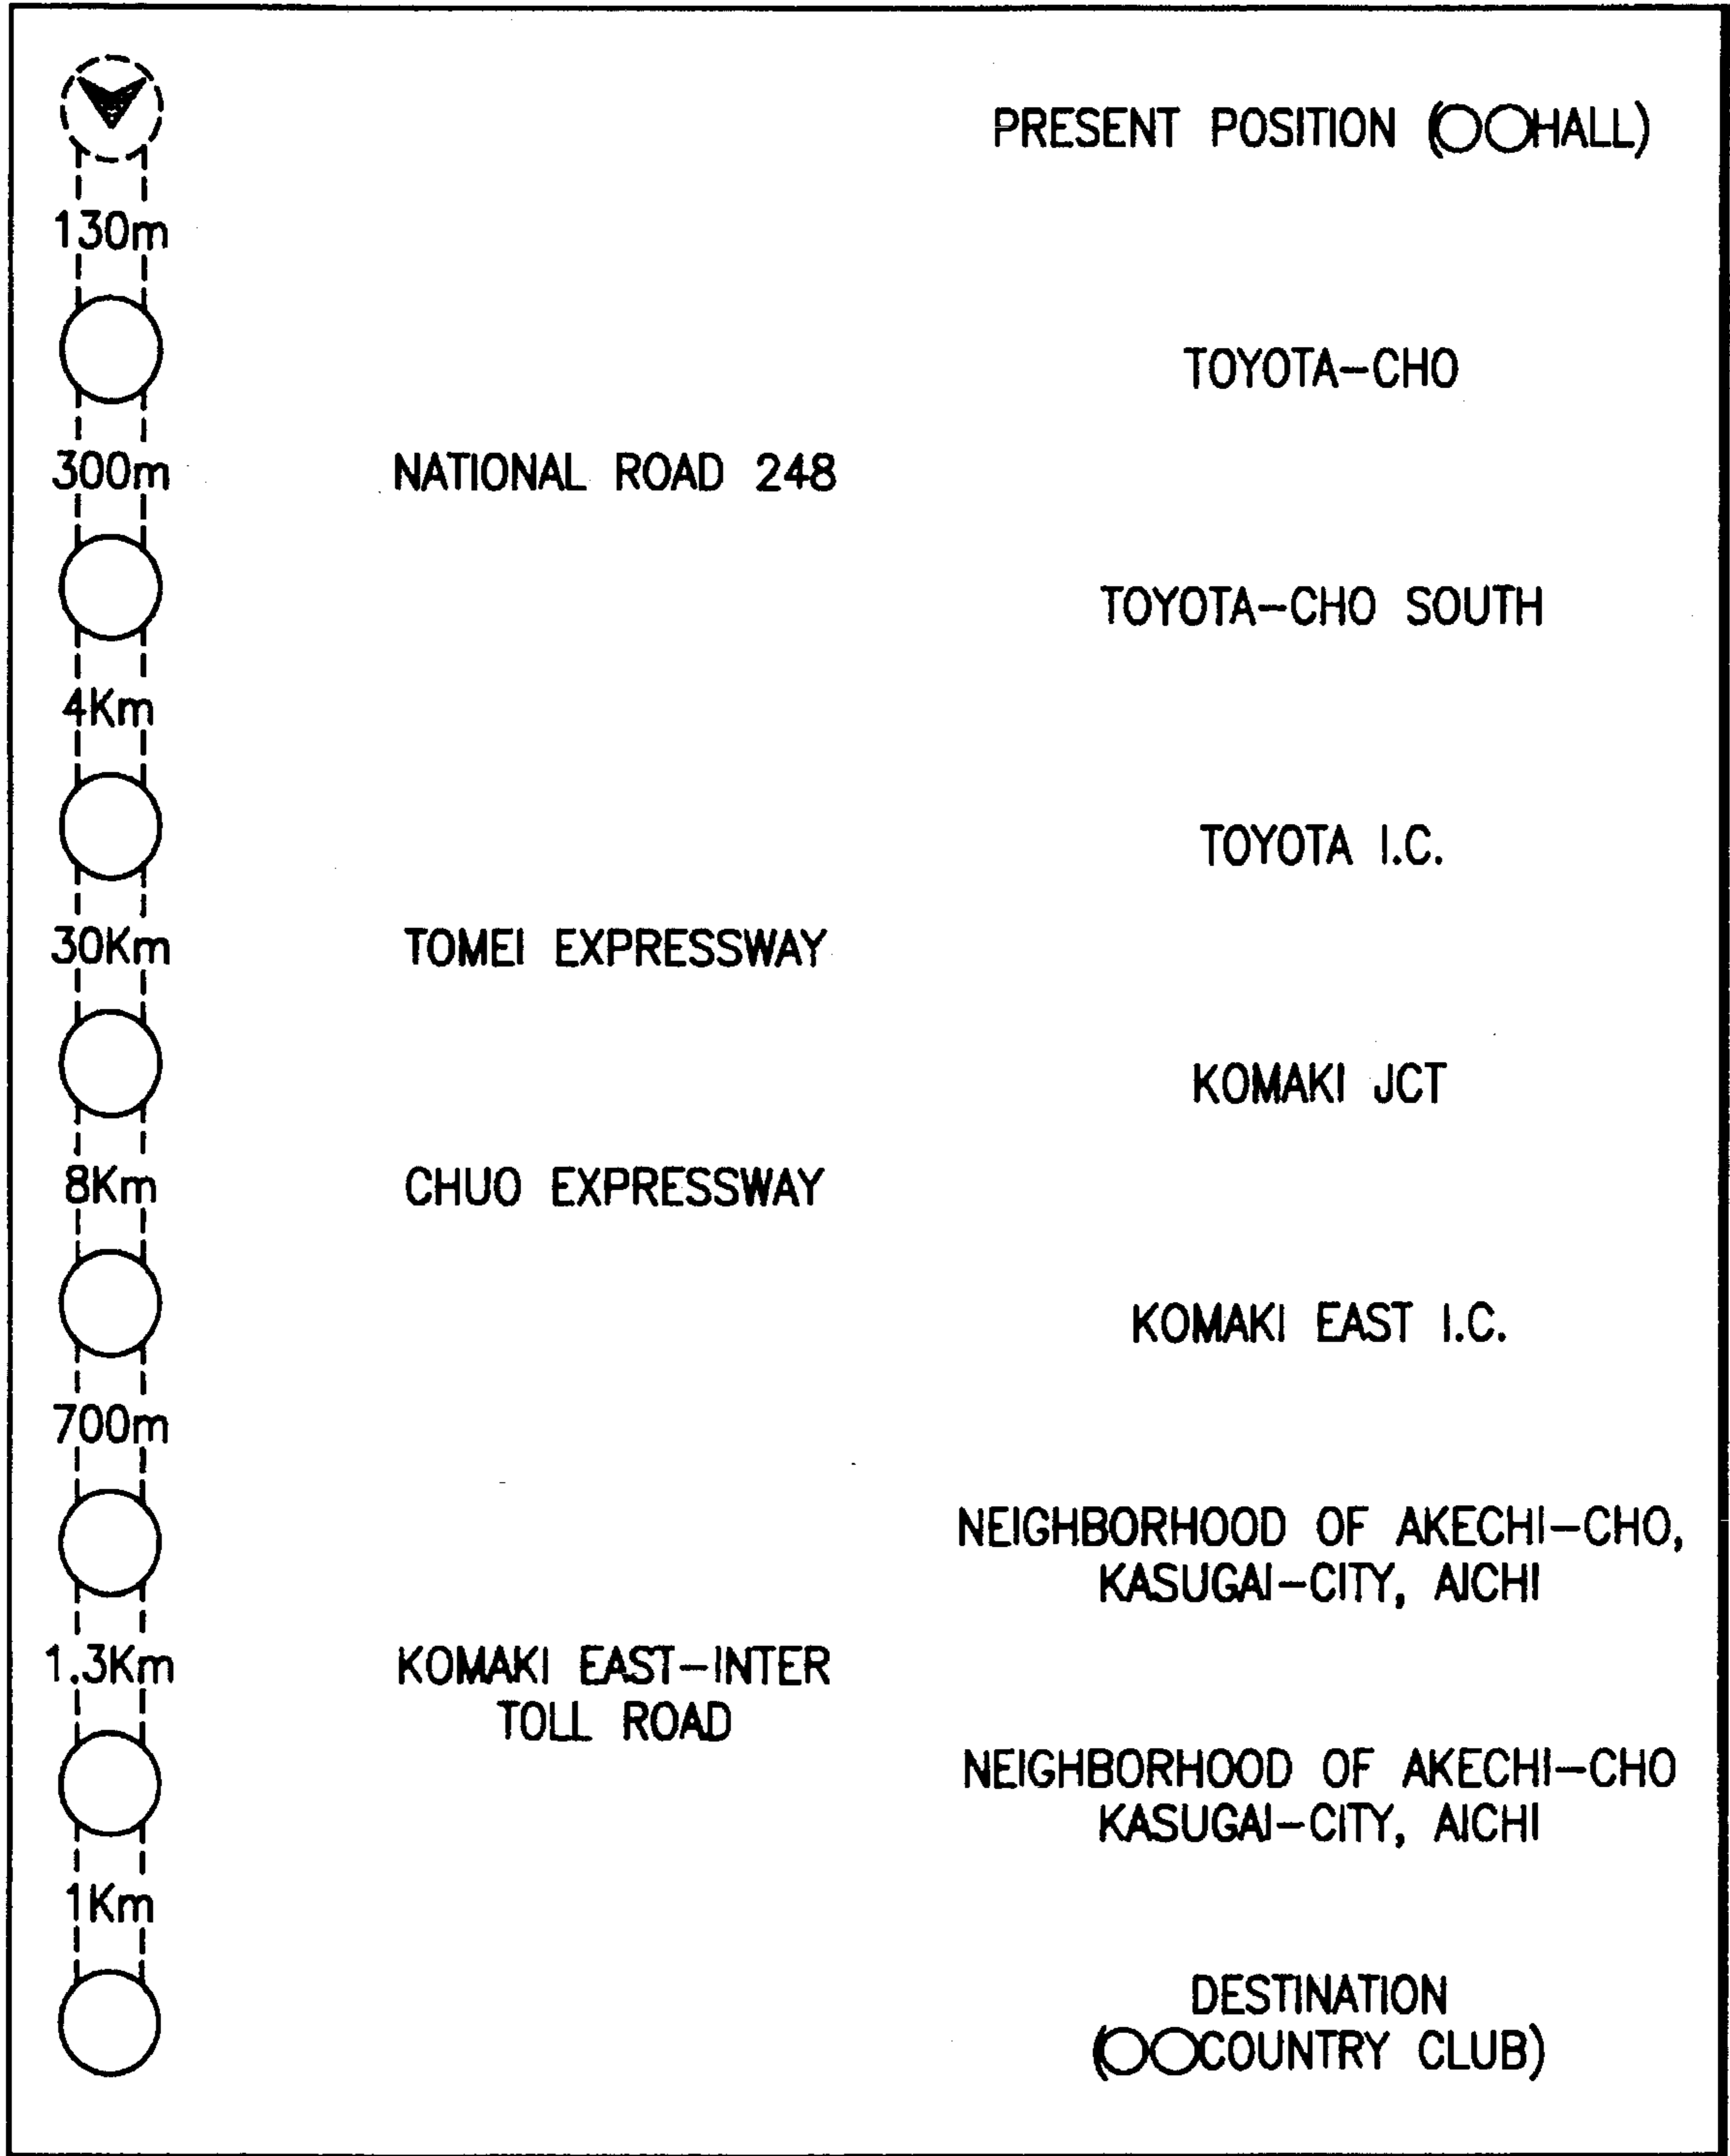 PRESENT POSITION (○○HALL)
130m
TOYOTA-CHO
300m NATIONAL ROAD 248
TOYOTA-CHO SOUTH
4Km
TOYOTA I.C.
30Km TOMEI EXPRESSWAY
KOMAKI JCT
8Km CHUO EXPRESSWAY
KOMAKI EAST I.C.
700m
NEIGHBORHOOD OF AKECHI-CHO,
KASUGAI-CITY, AICHI
1.3Km KOMAKI EAST-INTER
TOLL ROAD
NEIGHBORHOOD OF AKECHI-CHO
KASUGAI-CITY, AICHI
1Km
DESTINATION
(○○COUNTRY CLUB)